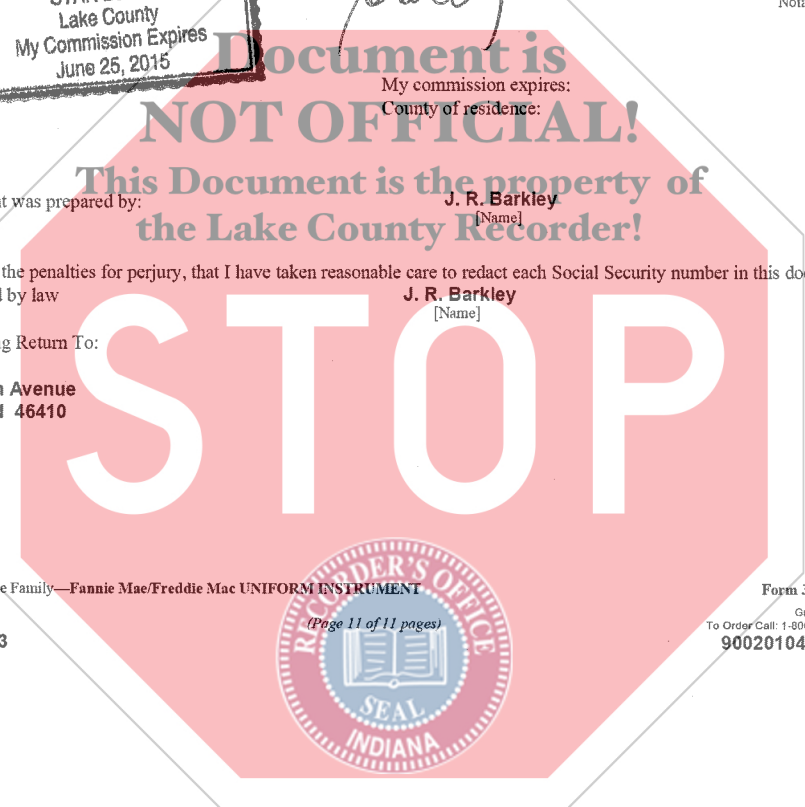 Lake County
My Commission Expires
June 25, 2015
Document is
My commission expires:
County of residence:
NOT OFFICIAL!
This Document is the property of
was prepared by:
J. R. Barkley
[Name]
the Lake County Recorder!
the penalties for perjury, that I have taken reasonable care to redact each Social Security number in this
by law
J. R. Barkley
[Name]
STOP
Return To:
Avenue
46410
Family—Fannie Mae/Freddie Mac UNIFORM INSTRUMENT
Form
(Page 11 of 11 pages)
To Order Call: 1-80
90020104
3
RECORDER'S OFFICE
SEAL
INDIANA